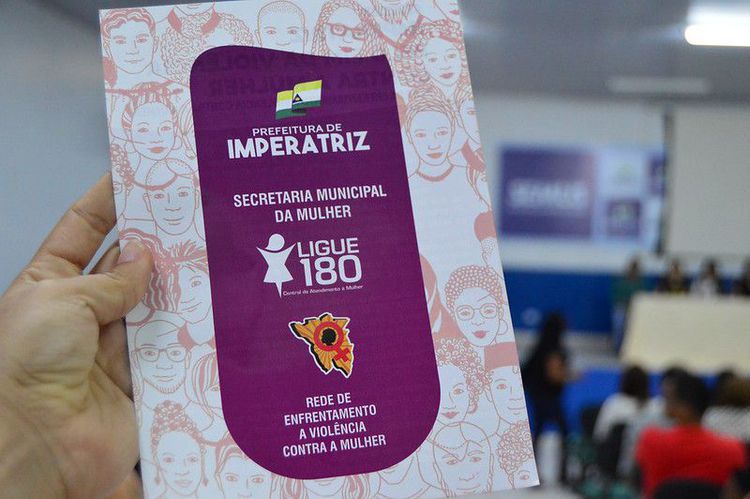 PREFEITURA DE
IMPERATRIZ
SECRETARIA MUNICIPAL
DA MULHER
LIGUE
180
Central de Atendimento à Mulher
REDE DE
ENFRENTAMENTO
A VIOLÊNCIA
CONTRA A MULHER